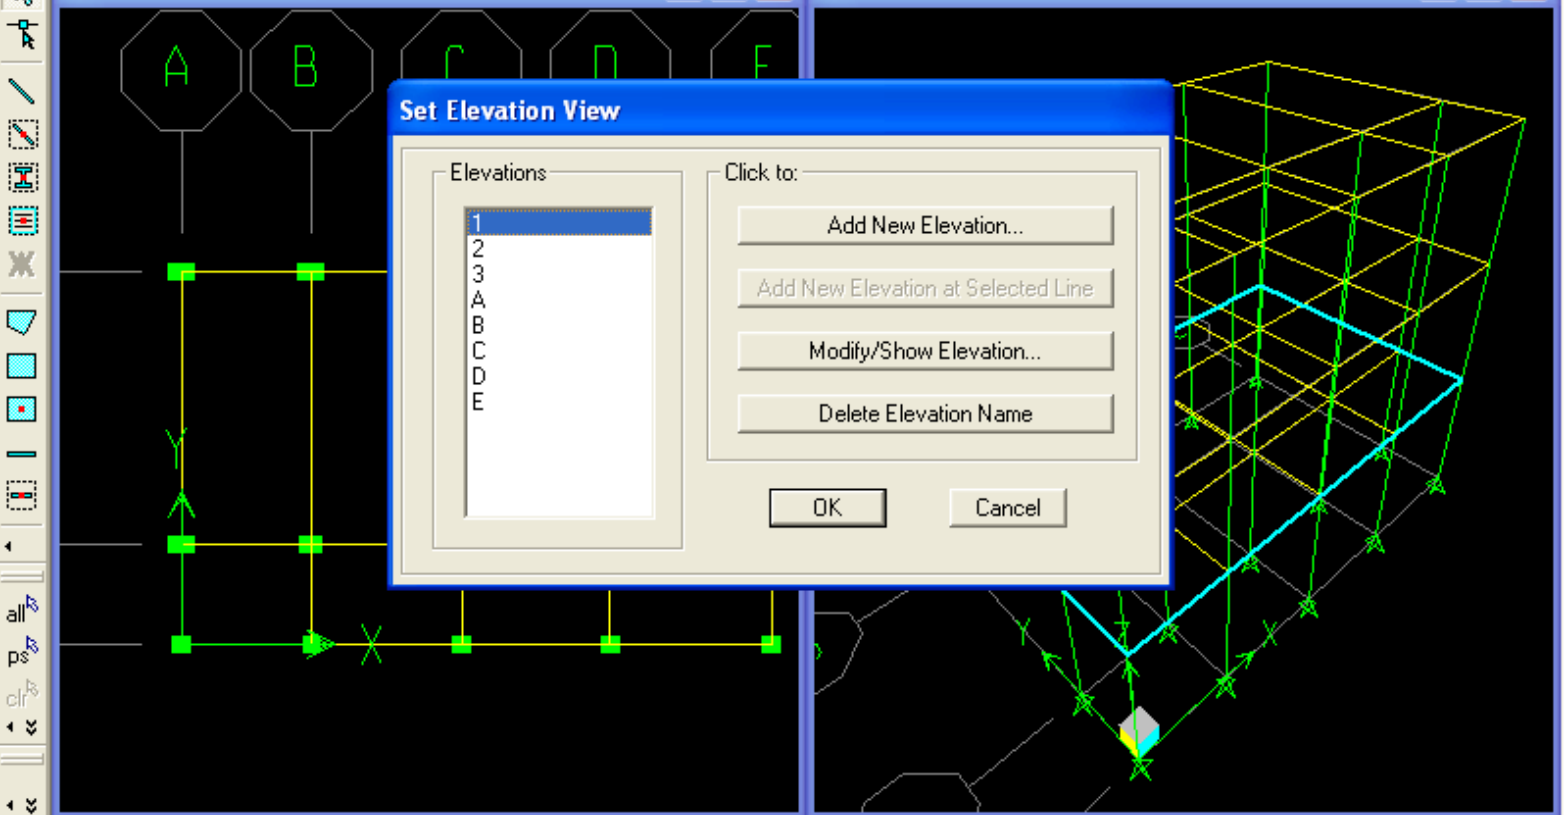 A B C D E
Set Elevation View
Elevations
1
2
3
A
B
C
D
E
Click to:
Add New Elevation...
Add New Elevation at Selected Line
Modify/Show Elevation...
Delete Elevation Name
OK
Cancel
Y
X
Y
Z
X
all
ps
clr